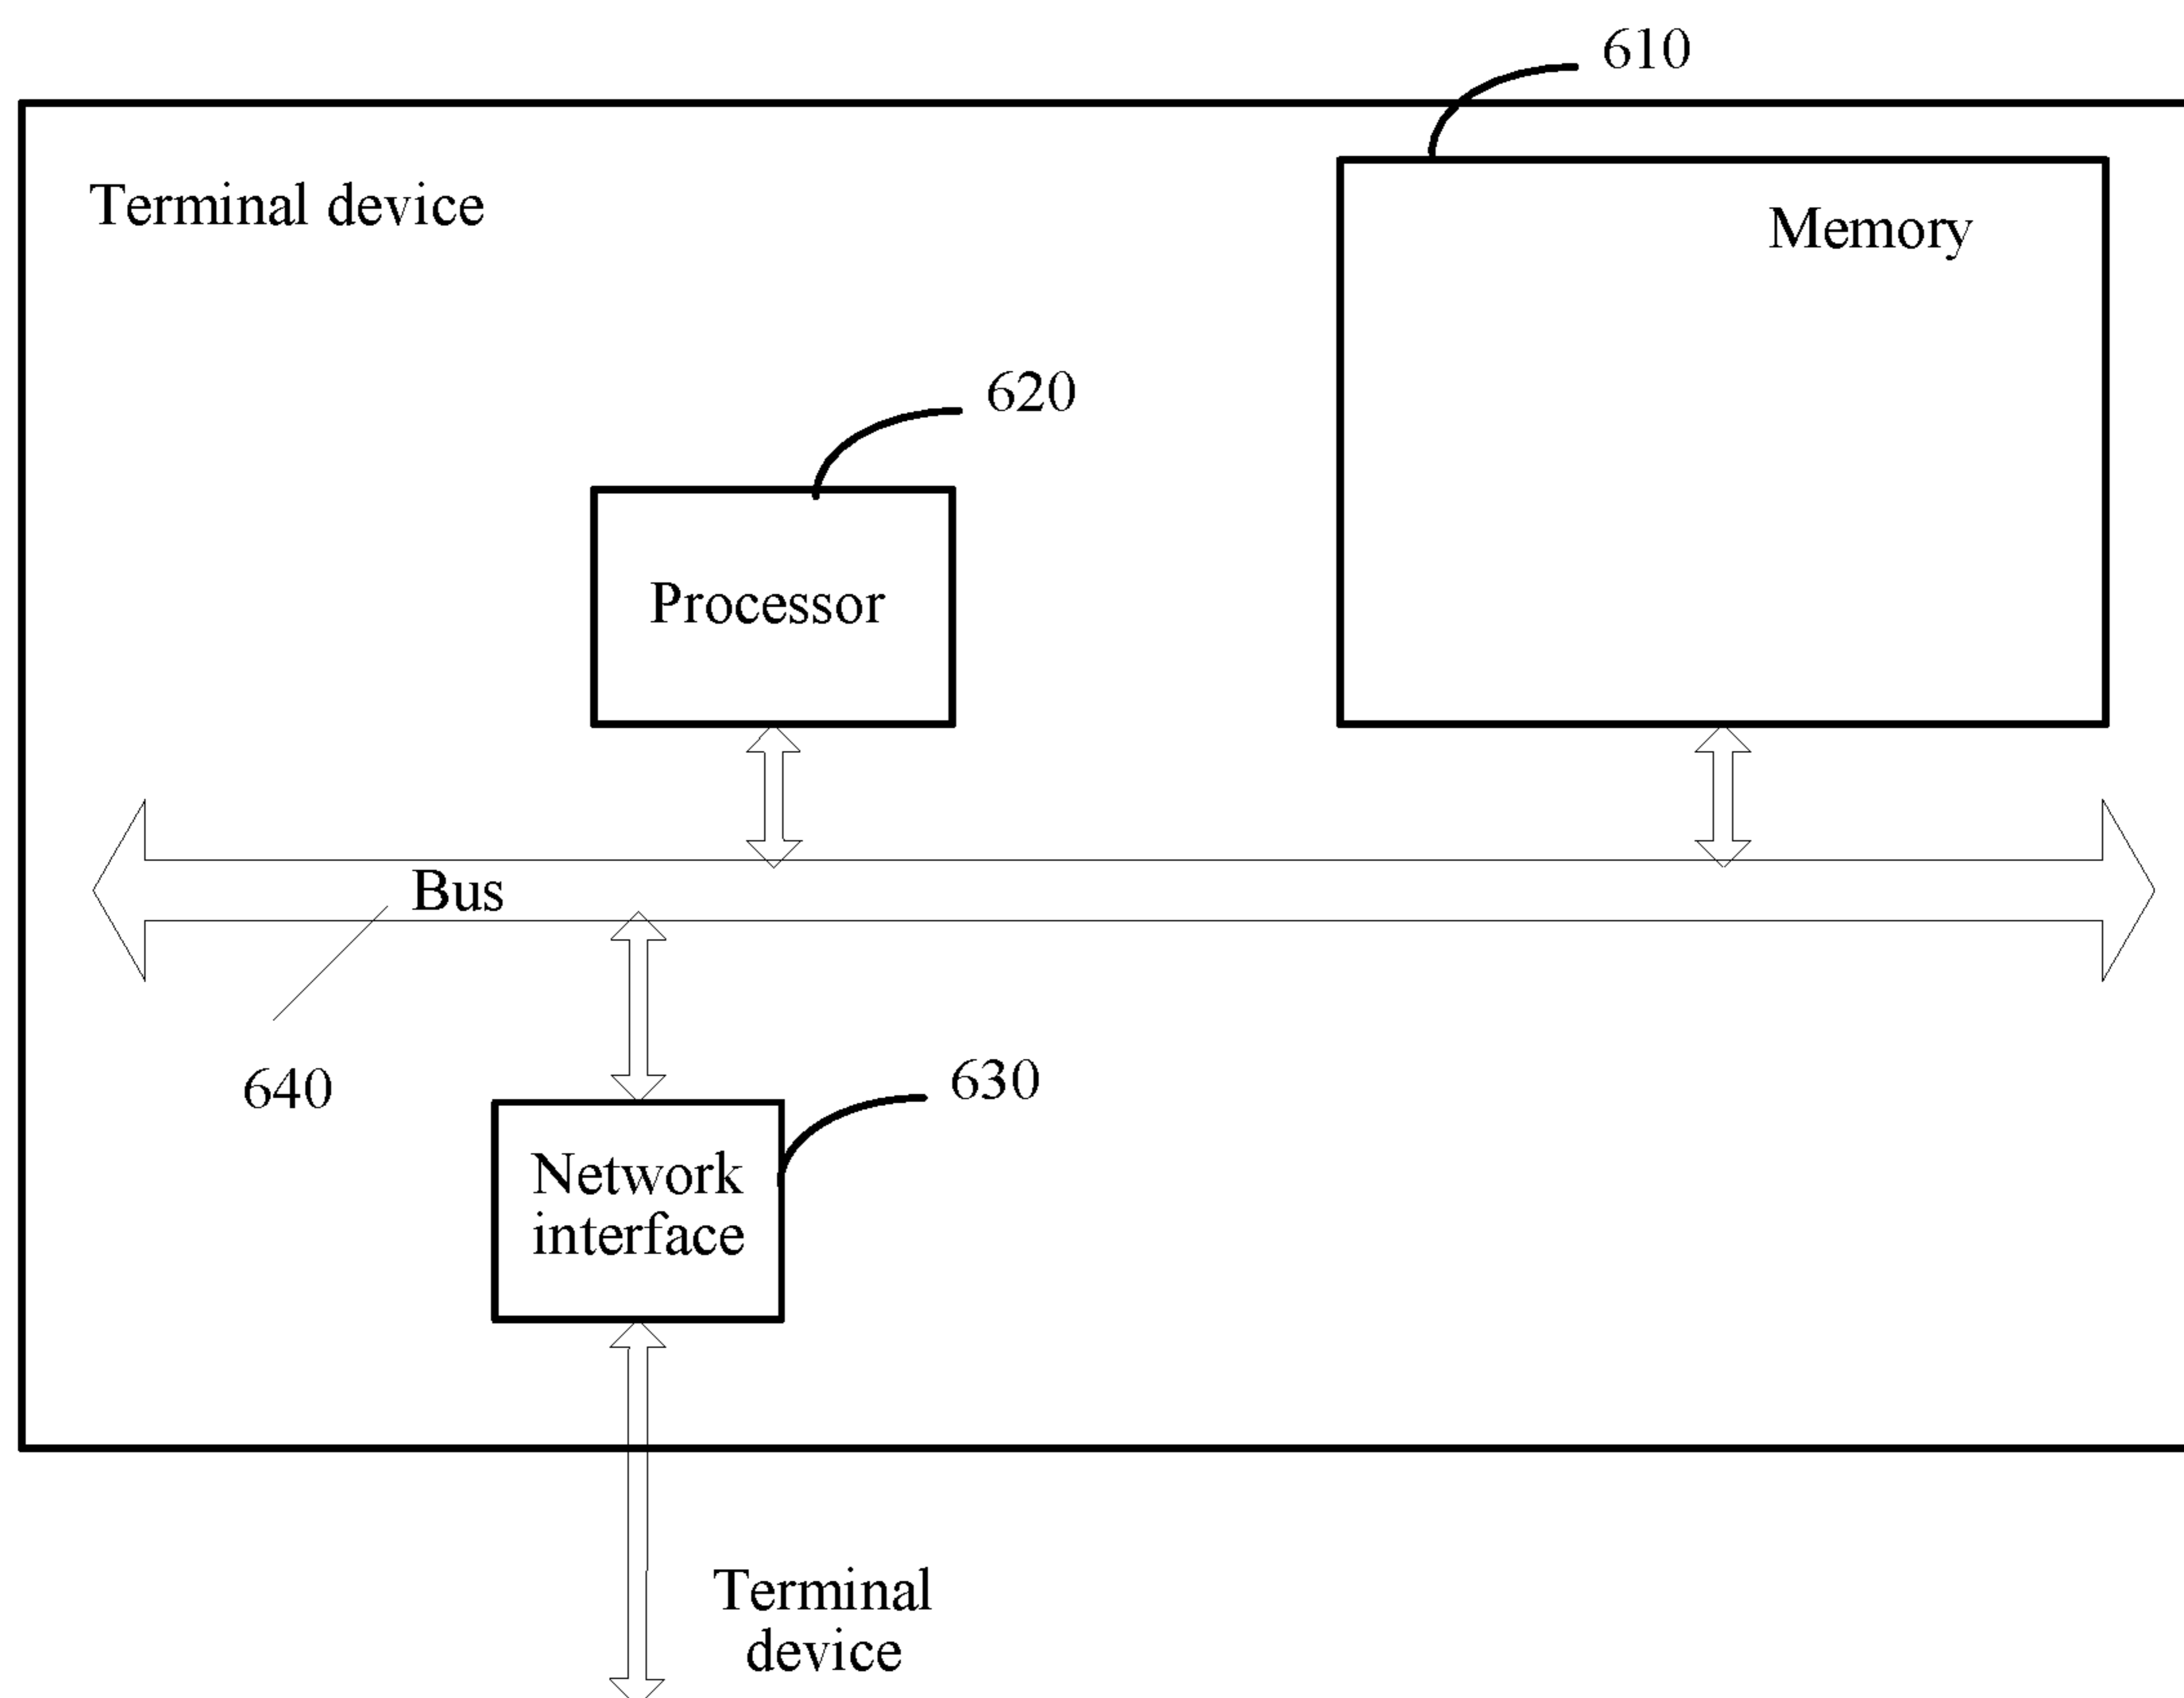 610
Terminal device
Memory
620
Processor
Bus
640
630
Network
interface
Terminal
device